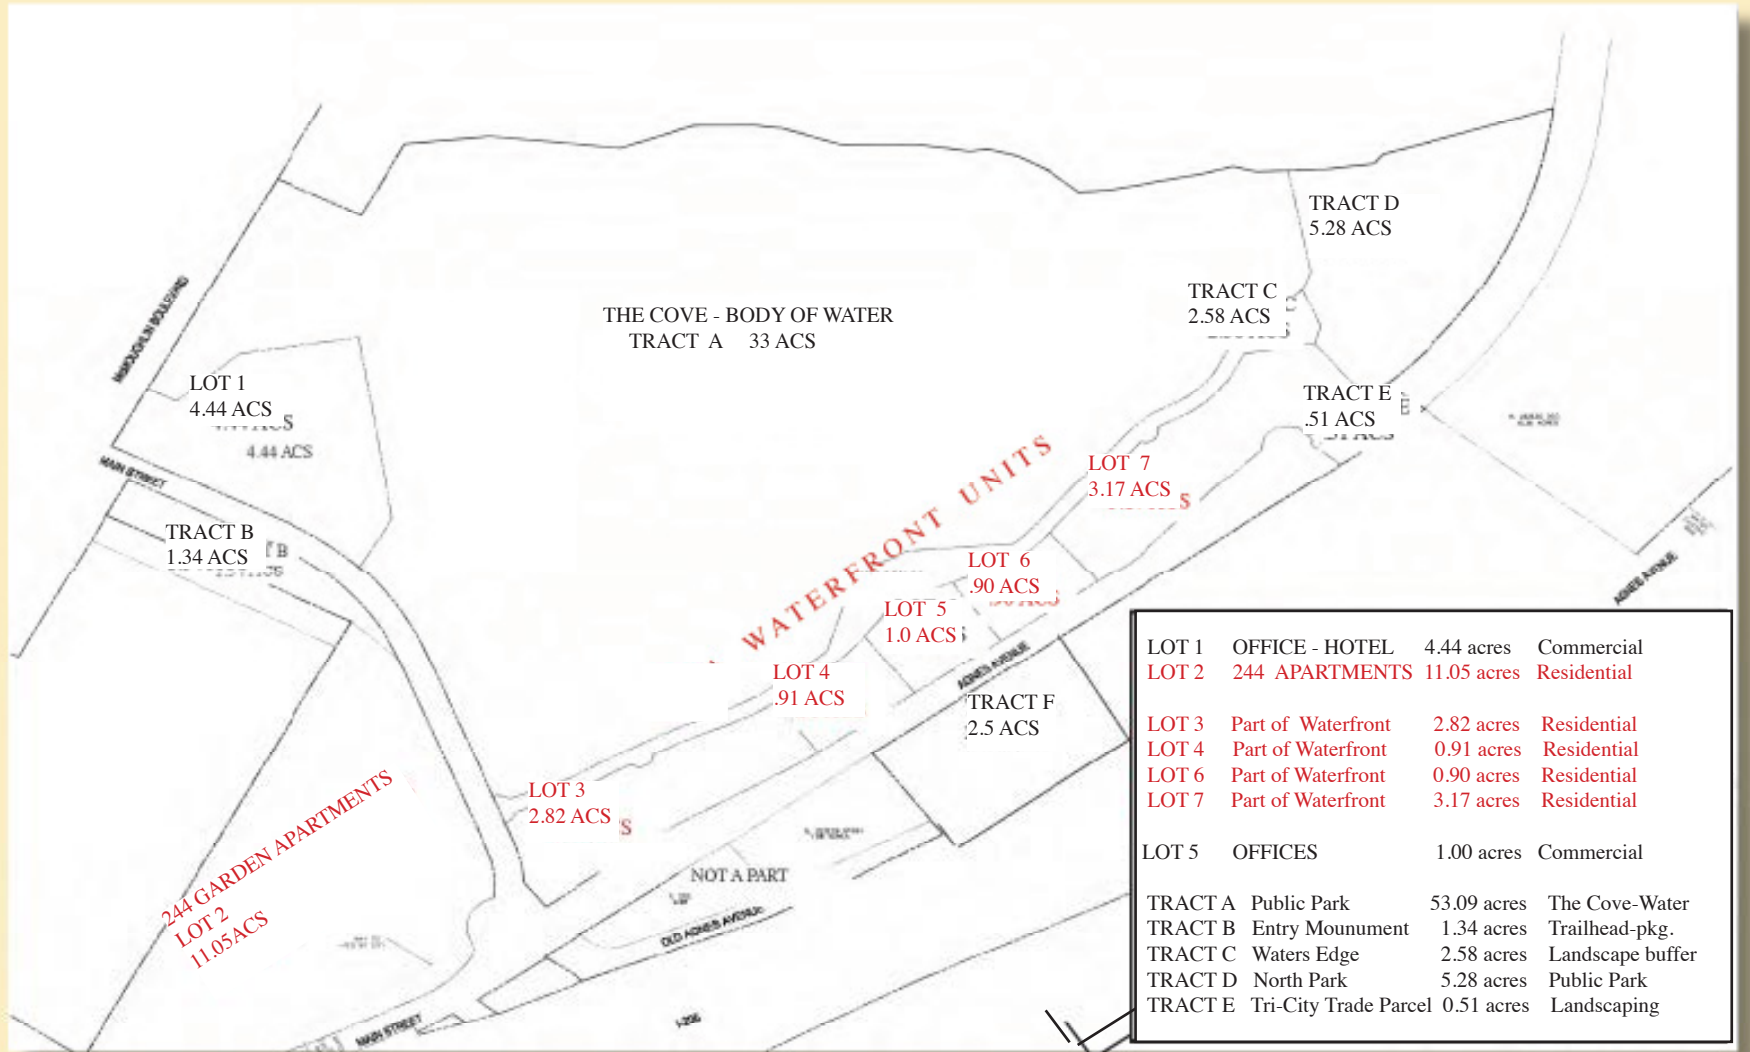 TRACT D
5.28 ACS
TRACT C
2.58 ACS
THE COVE - BODY OF WATER
TRACT A 33 ACS
McLOUGHLIN BOULEVARD
LOT 1
4.44 ACS
4.44 ACS
TRACT E
.51 ACS
MAIN STREET
WATERFRONT UNITS
LOT 7
3.17 ACS
TRACT B
1.34 ACS
LOT 6
.90 ACS
LOT 5
1.0 ACS
AGNES AVENUE
AGNES AVENUE
LOT 4
.91 ACS
TRACT F
2.5 ACS
LOT 3
2.82 ACS
244 GARDEN APARTMENTS
LOT 2
11.05ACS
NOT A PART
OLD AGNES AVENUE
MAIN STREET
I-205
LOT 1 OFFICE - HOTEL 4.44 acres Commercial
LOT 2 244 APARTMENTS 11.05 acres Residential
LOT 3 Part of Waterfront 2.82 acres Residential
LOT 4 Part of Waterfront 0.91 acres Residential
LOT 6 Part of Waterfront 0.90 acres Residential
LOT 7 Part of Waterfront 3.17 acres Residential
LOT 5 OFFICES 1.00 acres Commercial
TRACT A Public Park 53.09 acres The Cove-Water
TRACT B Entry Mounument 1.34 acres Trailhead-pkg.
TRACT C Waters Edge 2.58 acres Landscape buffer
TRACT D North Park 5.28 acres Public Park
TRACT E Tri-City Trade Parcel 0.51 acres Landscaping